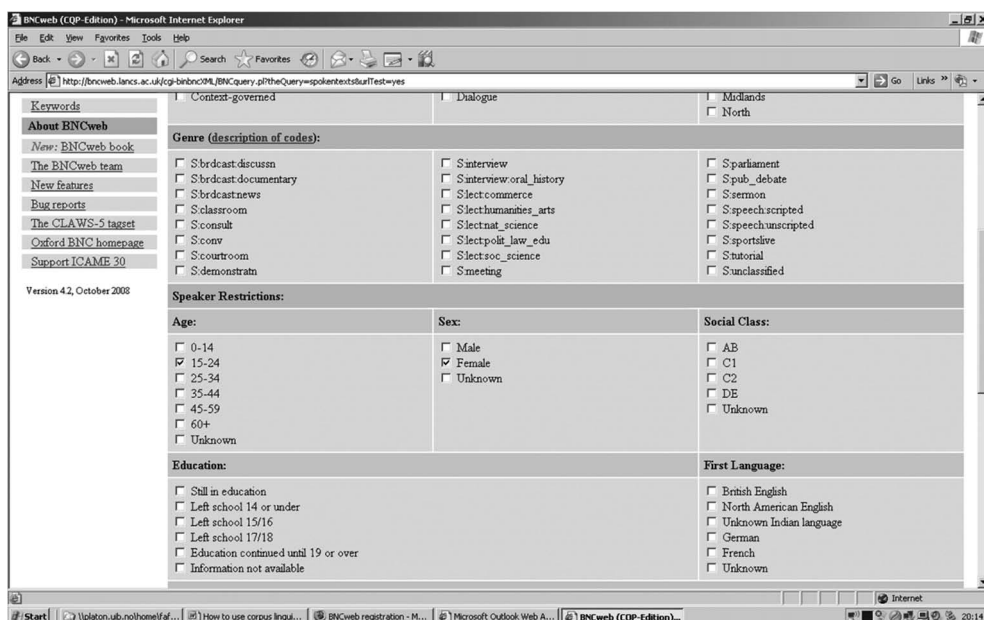 BNCweb (CQP-Edition) - Microsoft Internet Explorer
File Edit View Favorites Tools Help
Back Search Favorites
Address http://bncweb.lancs.ac.uk/cgi-binbncXML/BNCquery.pl?theQuery=spokentexts&urlTest=yes Go Links »
Keywords
About BNCweb
New: BNCweb book
The BNCweb team
New features
Bug reports
The CLAWS-5 tagset
Oxford BNC homepage
Support ICAME 30
Version 4.2, October 2008
Context-governed
Dialogue
Midlands
North
Genre (description of codes):
S:brdcast:discussn
S:brdcast:documentary
S:brdcast:news
S:classroom
S:consult
S:conv
S:courtroom
S:demonstratn
S:interview
S:interview:oral_history
S:lect:commerce
S:lect:humanities_arts
S:lect:nat_science
S:lect:polit_law_edu
S:lect:soc_science
S:meeting
S:parliament
S:pub_debate
S:sermon
S:speech:scripted
S:speech:unscripted
S:sportslive
S:tutorial
S:unclassified
Speaker Restrictions:
Age:
0-14
15-24
25-34
35-44
45-59
60+
Unknown
Sex:
Male
Female
Unknown
Social Class:
AB
C1
C2
DE
Unknown
Education:
Still in education
Left school 14 or under
Left school 15/16
Left school 17/18
Education continued until 19 or over
Information not available
First Language:
British English
North American English
Unknown Indian language
German
French
Unknown
Internet
Start \\platon.uib.no\home\faf... How to use corpus lingui... BNCweb registration - M... Microsoft Outlook Web A... BNCweb (CQP-Edition)... 20:14